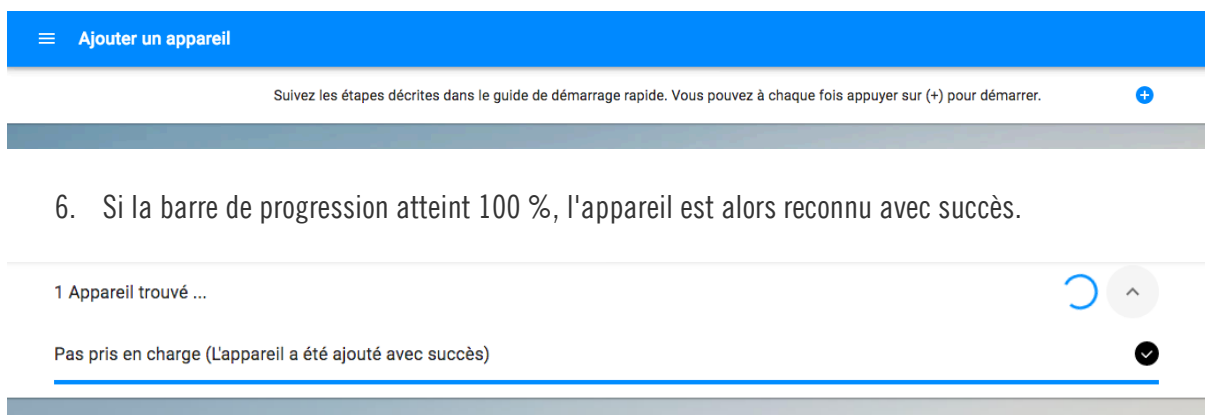 Ajouter un appareil
Suivez les étapes décrites dans le guide de démarrage rapide. Vous pouvez à chaque fois appuyer sur (+) pour démarrer.
6. Si la barre de progression atteint 100 %, l'appareil est alors reconnu avec succès.
1 Appareil trouvé ...
Pas pris en charge (L'appareil a été ajouté avec succès)